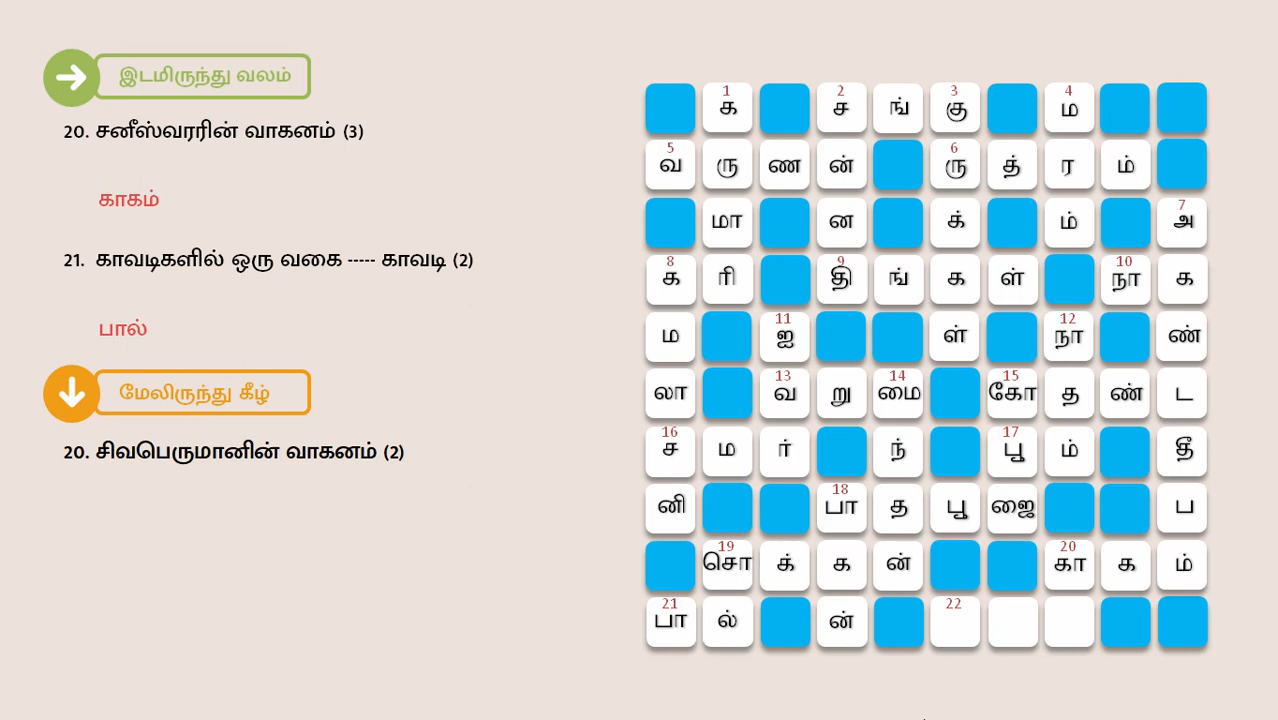 இடமிருந்து வலம்
20. சனீஸ்வரரின் வாகனம் (3)
காகம்
21. காவடிகளில் ஒரு வகை ----- காவடி (2)
பால்
மேலிருந்து கீழ்
20. சிவபெருமானின் வாகனம் (2)
1 க 2 ச ங் 3 கு 4 ம
5 வ ரு ண ன் 6 ரு த் ர ம்
மா ன க் ம் 7 அ
8 க ரி 9 தி ங் க ள் 10 நா க
ம 11 ஐ ள் 12 நா ண்
லா 13 வ று 14 மை 15 கோ த ண் ட
16 ச ம ர் ந் 17 பூ ம் தீ
னி 18 பா த பூ ஜை ப
19 சொ க் க ன் 20 கா க ம்
21 பா ல் ன் 22